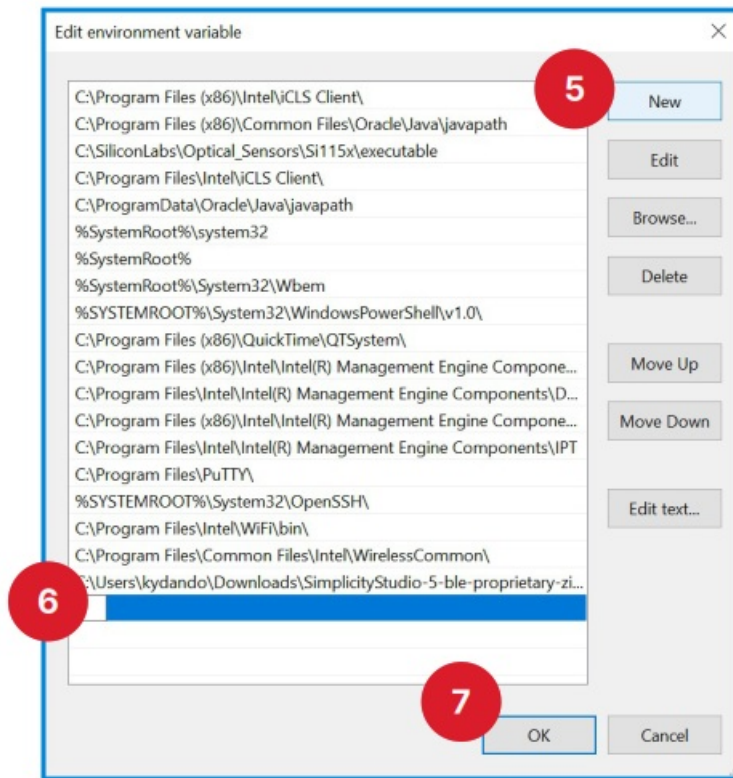 Edit environment variable
5
New
C:\Program Files (x86)\Intel\iCLS Client\
C:\Program Files (x86)\Common Files\Oracle\Java\javapath
C:\SiliconLabs\Optical_Sensors\Si115x\executable
Edit
C:\Program Files\Intel\iCLS Client\
C:\ProgramData\Oracle\Java\javapath
Browse...
%SystemRoot%\system32
%SystemRoot%
Delete
%SystemRoot%\System32\Wbem
%SYSTEMROOT%\System32\WindowsPowerShell\v1.0\
C:\Program Files (x86)\QuickTime\QTSystem\
C:\Program Files (x86)\Intel\Intel(R) Management Engine Compone...
Move Up
C:\Program Files\Intel\Intel(R) Management Engine Components\D...
C:\Program Files (x86)\Intel\Intel(R) Management Engine Compone...
Move Down
C:\Program Files\Intel\Intel(R) Management Engine Components\IPT
C:\Program Files\PuTTY\
%SYSTEMROOT%\System32\OpenSSH\
Edit text...
C:\Program Files\Intel\WiFi\bin\
C:\Program Files\Common Files\Intel\WirelessCommon\
:\Users\kydando\Downloads\SimplicityStudio-5-ble-proprietary-zi...
6
7
OK
Cancel